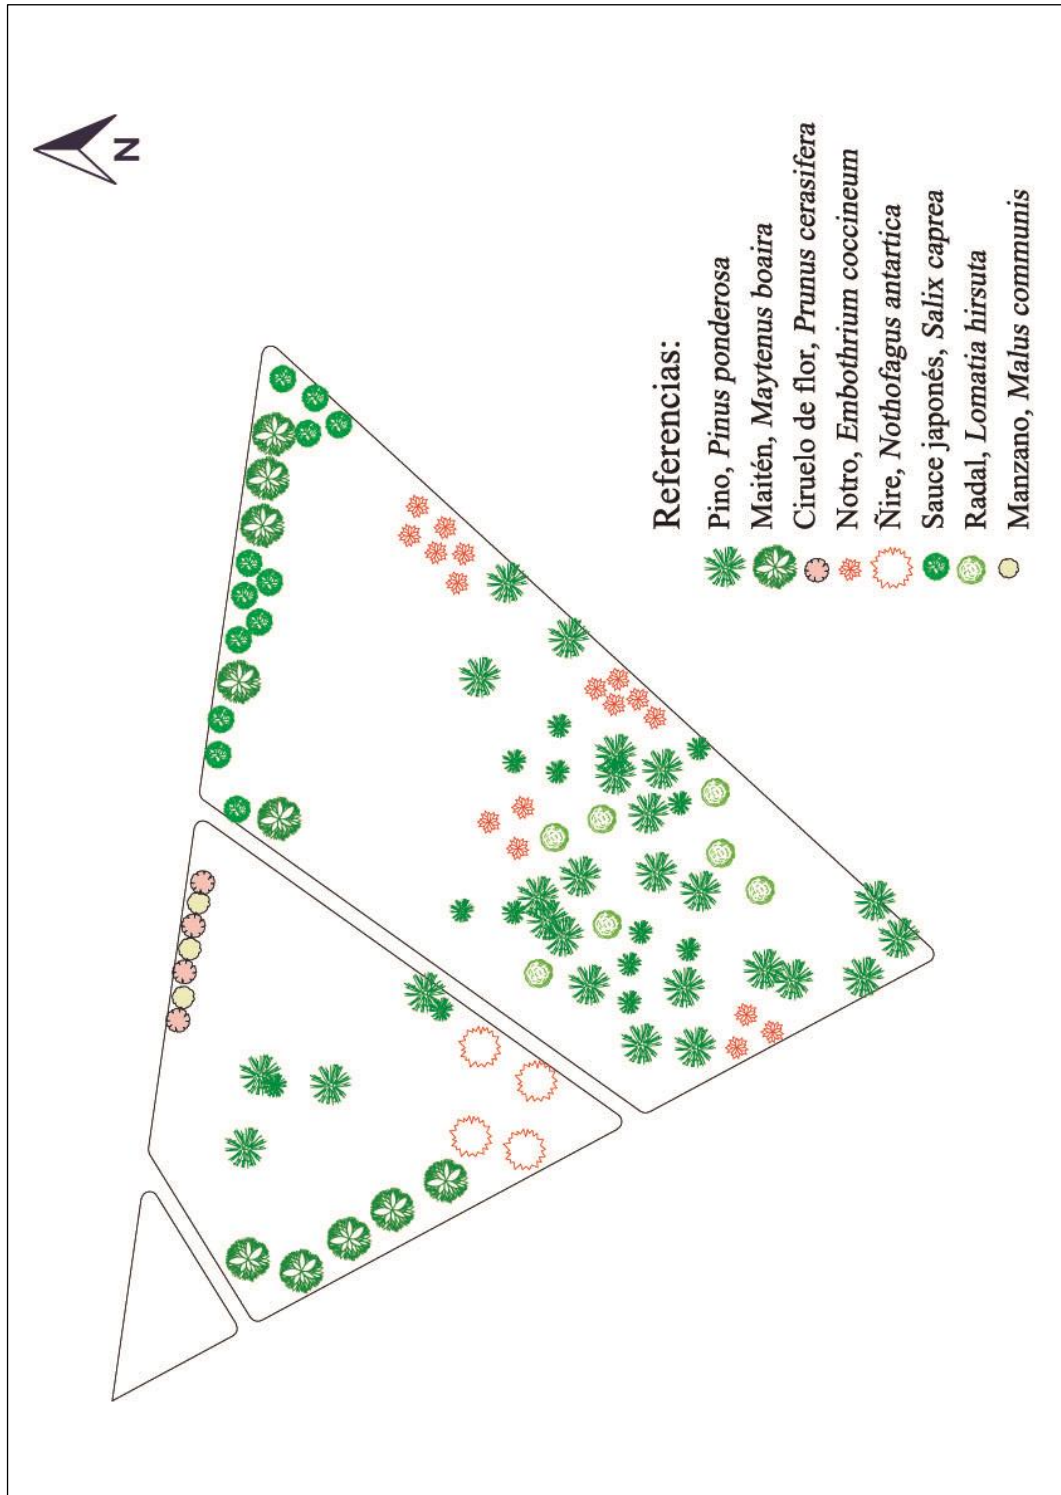 N
Referencias:
Pino, Pinus ponderosa
Maitén, Maytenus boaira
Ciruelo de flor, Prunus cerasifera
Notro, Embothrium coccineum
Ñire, Nothofagus antartica
Sauce japonés, Salix caprea
Radal, Lomatia hirsuta
Manzano, Malus communis